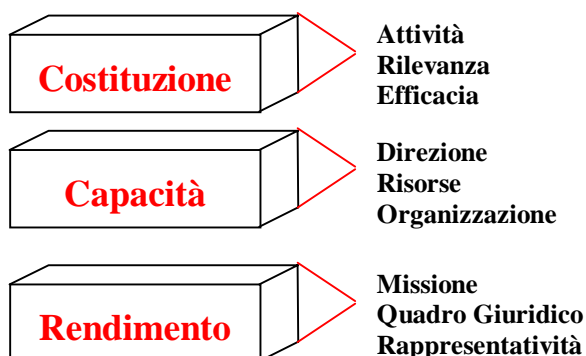 Costituzione
Attività
Rilevanza
Efficacia
Capacità
Direzione
Risorse
Organizzazione
Rendimento
Missione
Quadro Giuridico
Rappresentatività